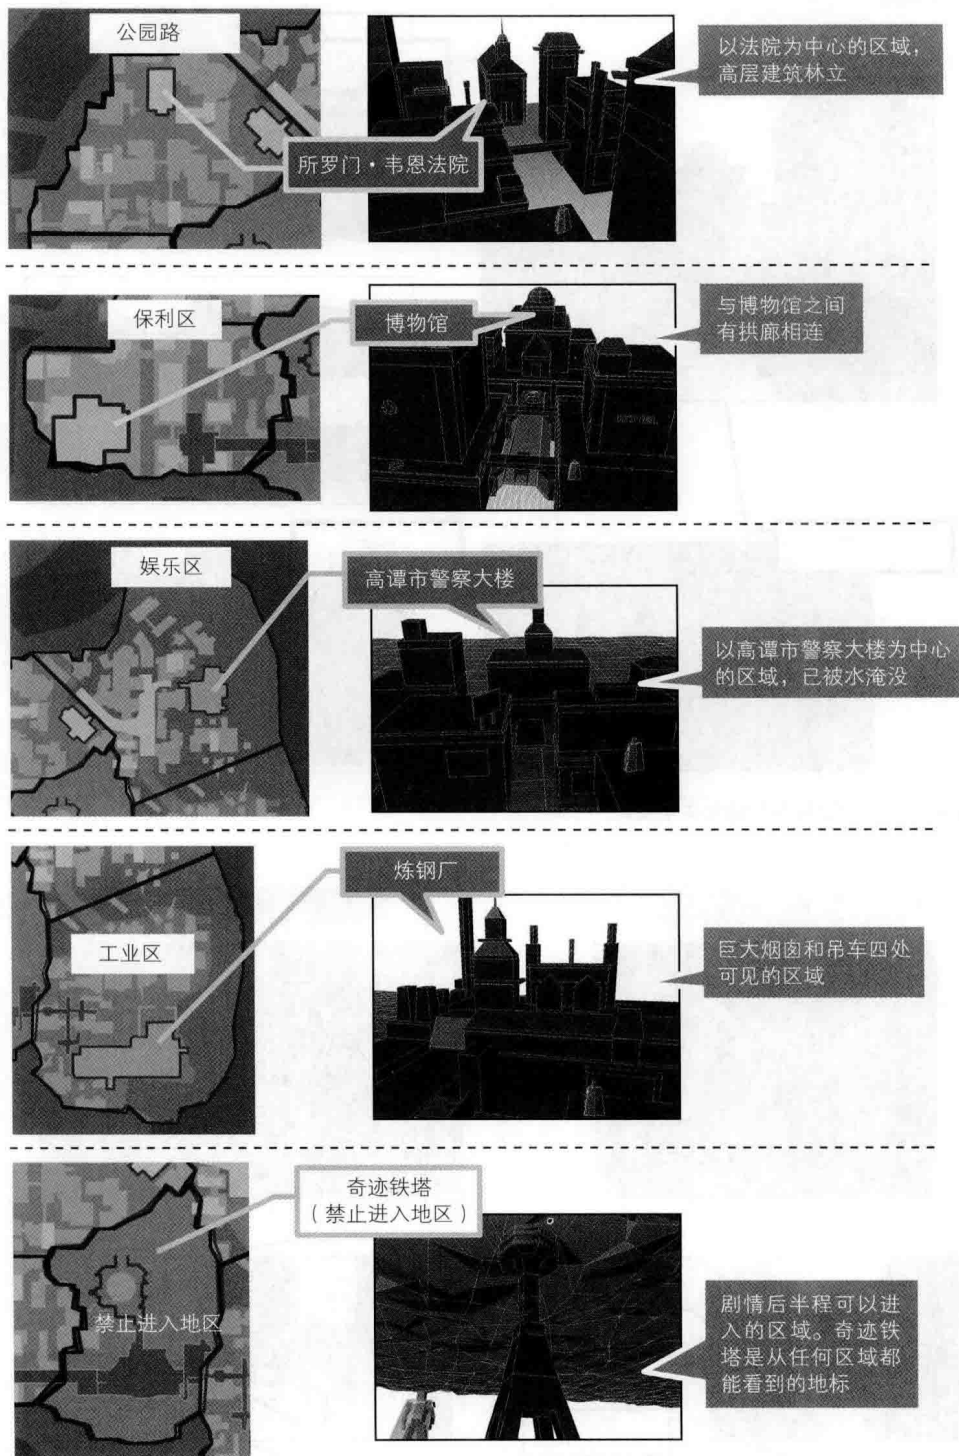 公园路
以法院为中心的区域，
高层建筑林立
所罗门·韦恩法院
保利区
博物馆
与博物馆之间
有拱廊相连
娱乐区
高谭市警察大楼
以高谭市警察大楼为中心
的区域，已被水淹没
炼钢厂
工业区
巨大烟囱和吊车四处
可见的区域
奇迹铁塔
（禁止进入地区）
禁止进入地区
剧情后半程可以进
入的区域。奇迹铁
塔是从任何区域都
能看到的地标